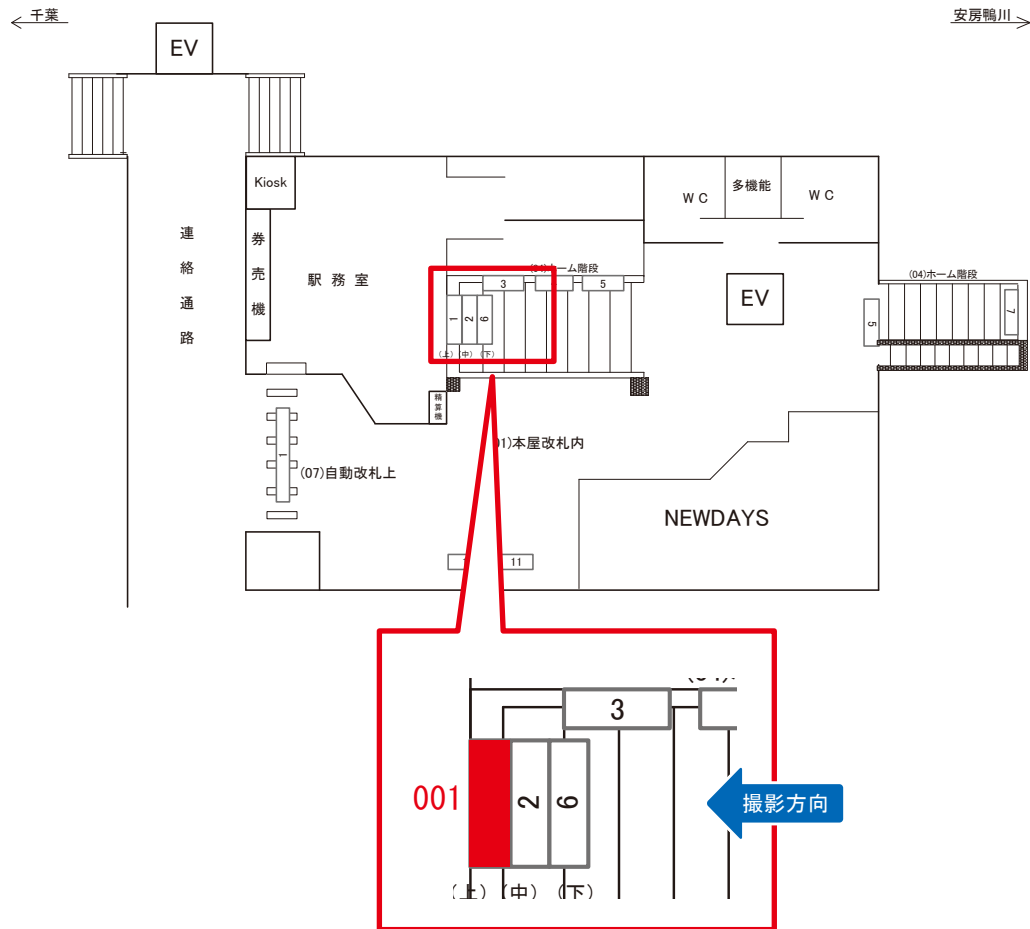 千葉
安房鴨川
EV
Kiosk
券売機
連絡通路
駅務室
WC
多機能
WC
(04)ホーム階段
3
5
1
2
6
(上)
(中)
(下)
EV
5
(04)ホーム階段
7
精算機
01)本屋改札内
1
(07)自動改札上
NEWDAYS
11
3
001
2
6
撮影方向
(上)
(中)
(下)